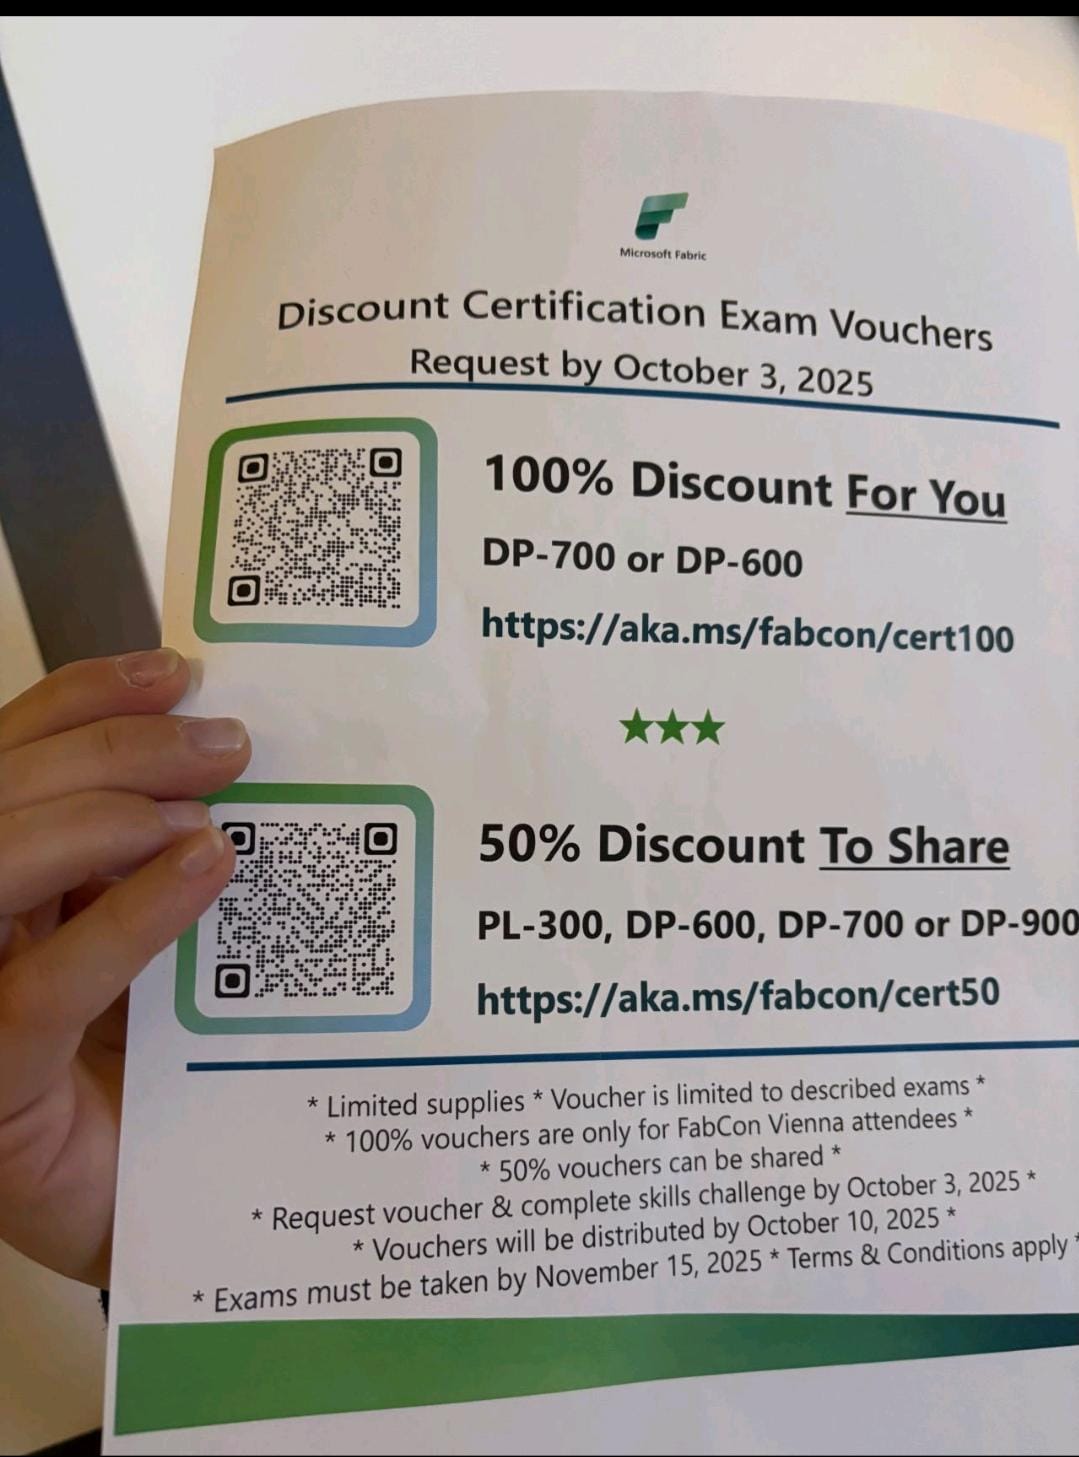 Microsoft Fabric
Discount Certification Exam Vouchers
Request by October 3, 2025
100% Discount For You
DP-700 or DP-600
https://aka.ms/fabcon/cert100
50% Discount To Share
PL-300, DP-600, DP-700 or DP-900
https://aka.ms/fabcon/cert50
* Limited supplies * Voucher is limited to described exams *
* 100% vouchers are only for FabCon Vienna attendees *
* 50% vouchers can be shared *
* Request voucher & complete skills challenge by October 3, 2025 *
* Vouchers will be distributed by October 10, 2025 *
* Exams must be taken by November 15, 2025 * Terms & Conditions apply *